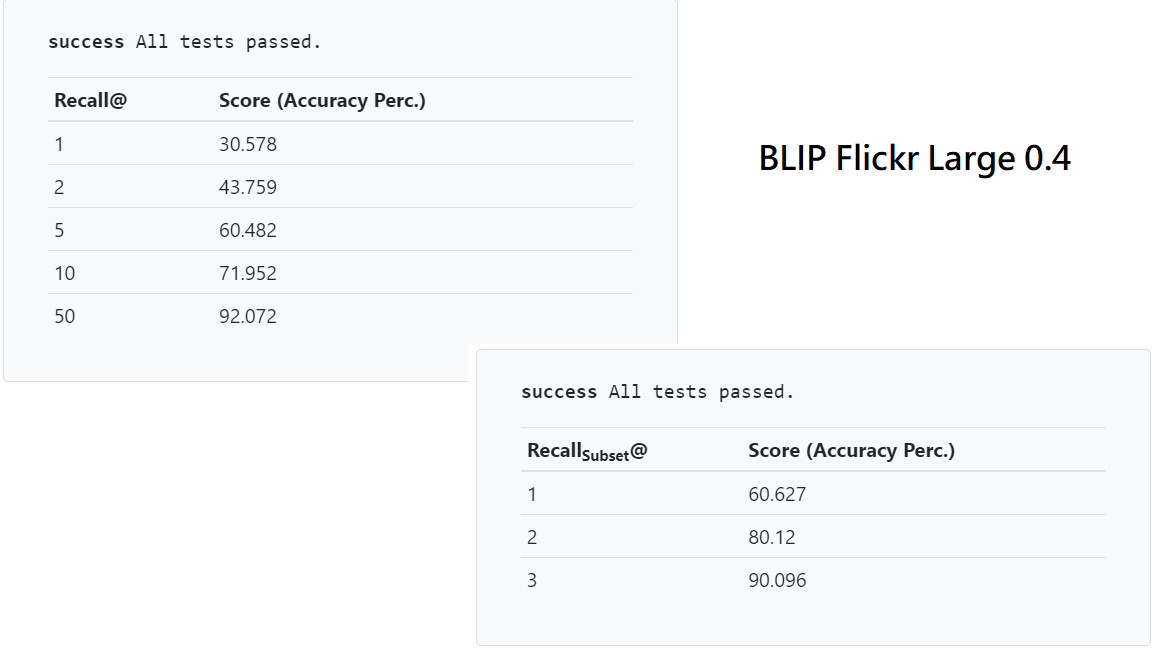 success All tests passed.
Recall@ Score (Accuracy Perc.)
1 30.578
2 43.759
5 60.482
10 71.952
50 92.072
BLIP Flickr Large 0.4
success All tests passed.
RecallSubset@ Score (Accuracy Perc.)
1 60.627
2 80.12
3 90.096